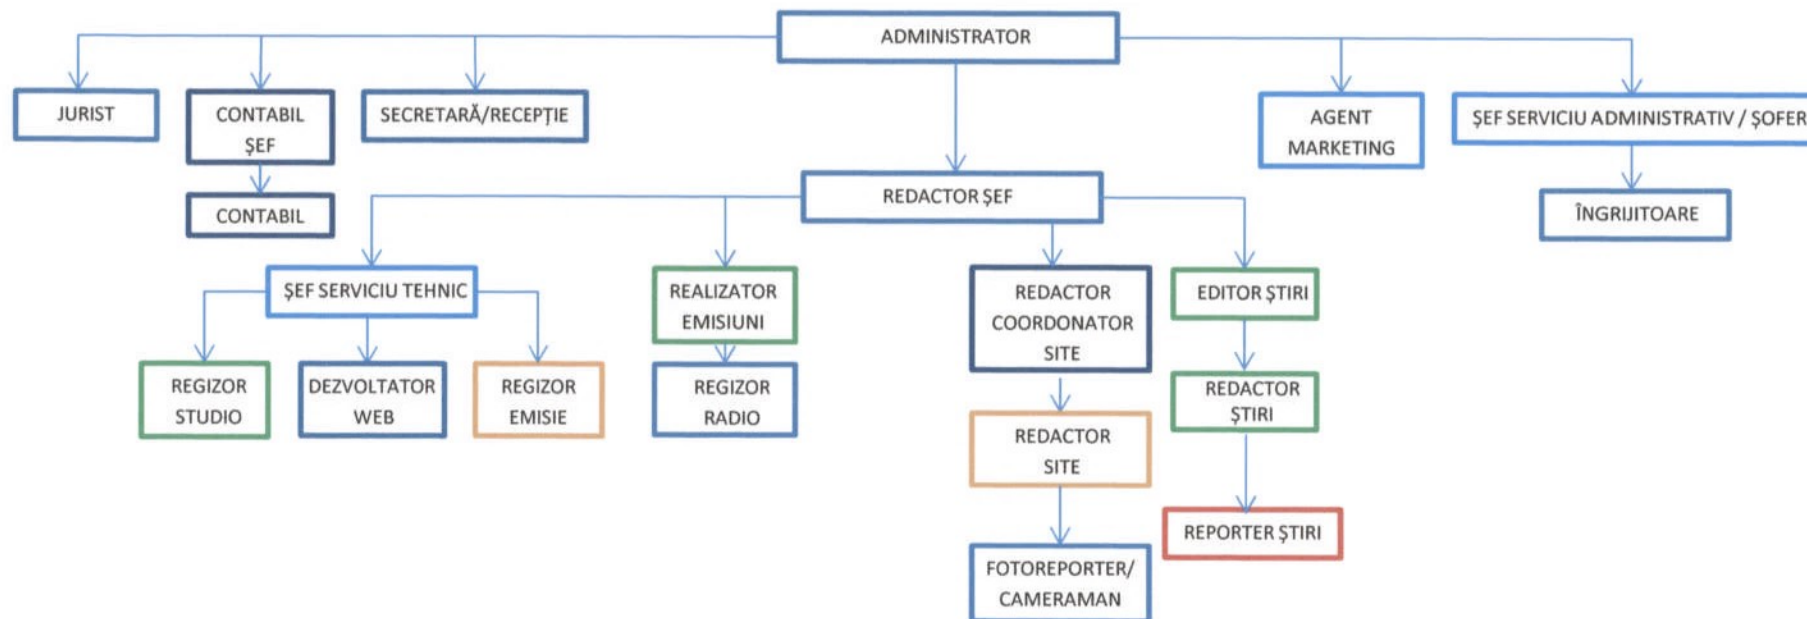 ADMINISTRATOR
JURIST
CONTABIL
ŞEF
SECRETARĂ/RECEPŢIE
AGENT
MARKETING
ŞEF SERVICIU ADMINISTRATIV / ŞOFER
CONTABIL
REDACTOR ŞEF
ÎNGRIJITOARE
ŞEF SERVICIU TEHNIC
REALIZATOR
EMISIUNI
REDACTOR
COORDONATOR
SITE
EDITOR ŞTIRI
REGIZOR
STUDIO
DEZVOLTATOR
WEB
REGIZOR
EMISIE
REGIZOR
RADIO
REDACTOR
ŞTIRI
REDACTOR
SITE
REPORTER ŞTIRI
FOTOREPORTER/
CAMERAMAN